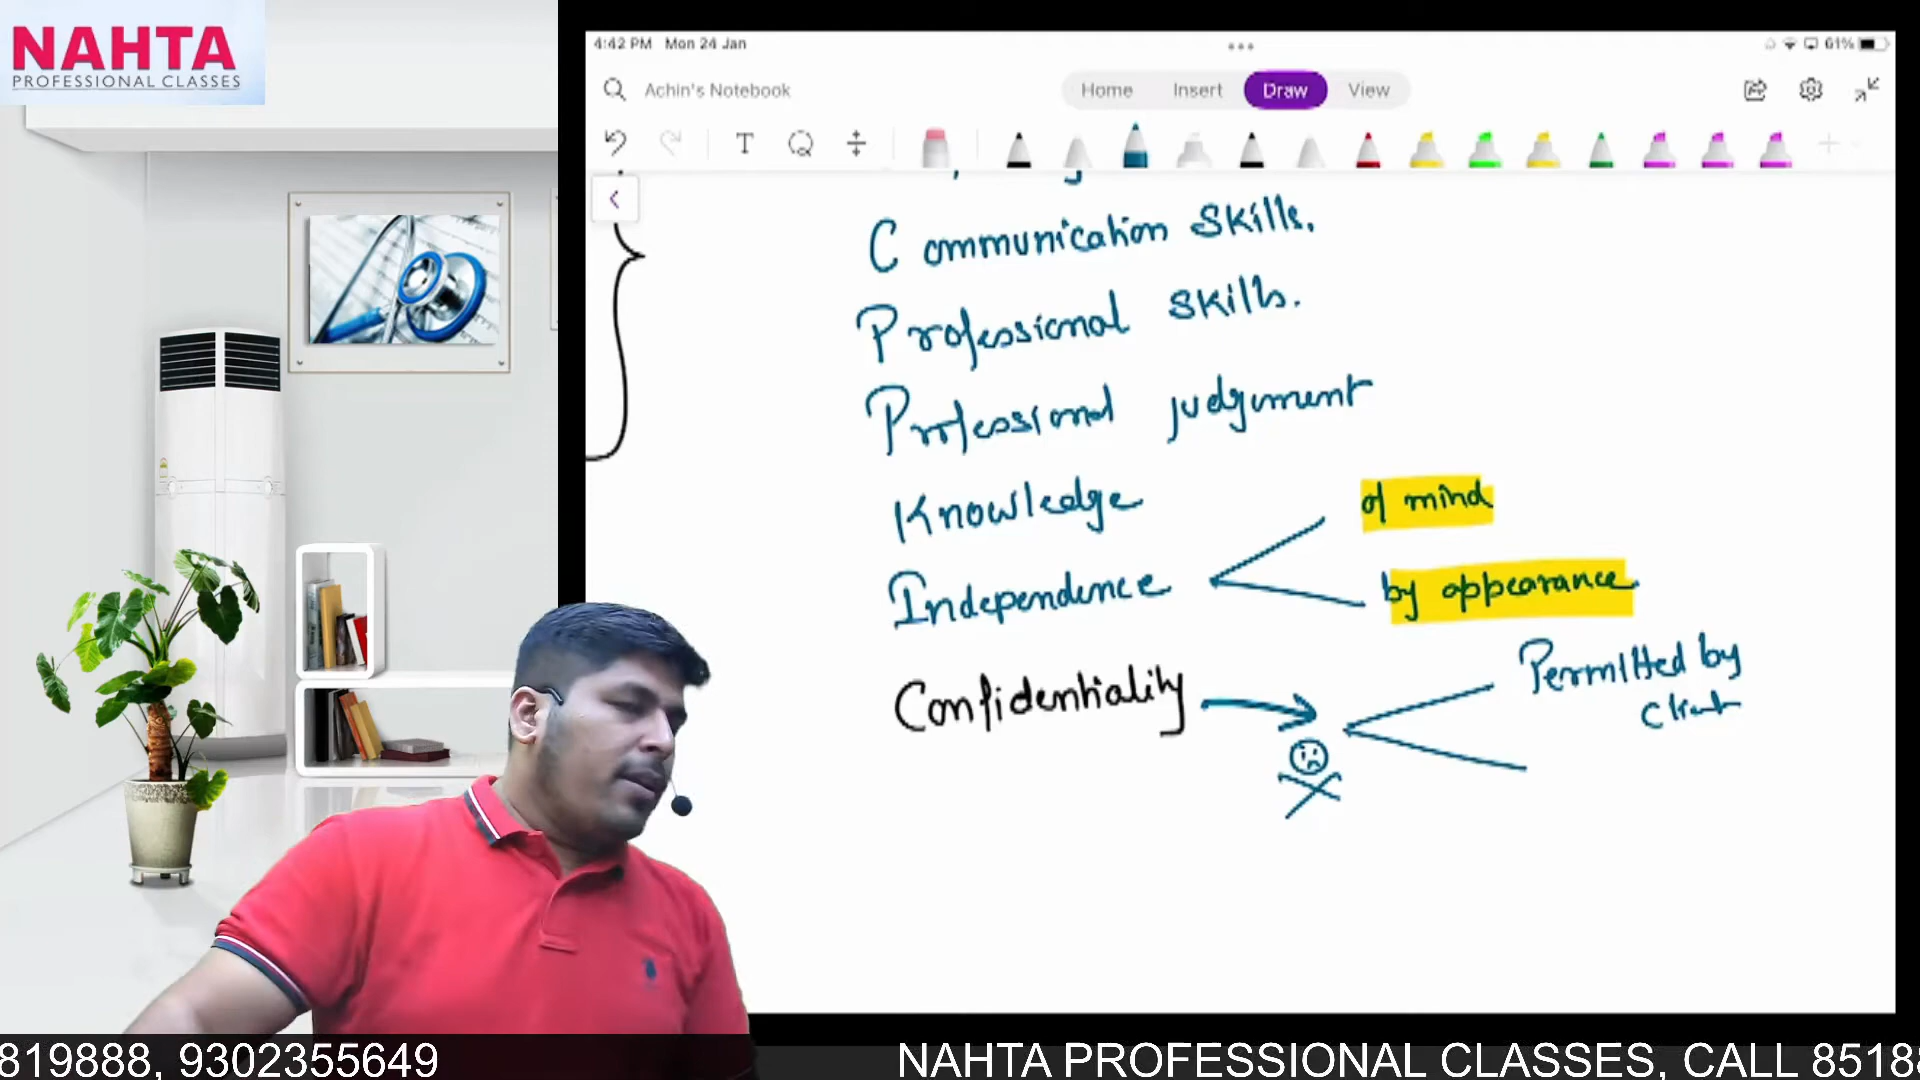 NAHTA
PROFESSIONAL CLASSES
4:42 PM Mon 24 Jan
61%
Achin's Notebook
Home Insert Draw View
T
Communication Skills.
Professional Skills.
Professional judgement
Knowledge
of mind
Independence
by appearance
Confidentiality
Permitted by
Client
819888, 9302355649
NAHTA PROFESSIONAL CLASSES, CALL 8518